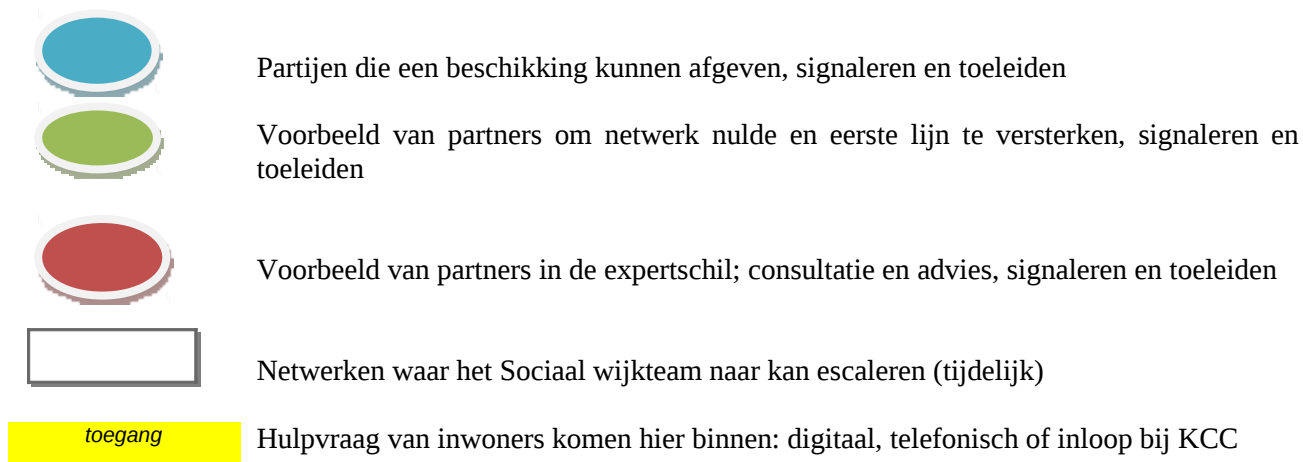 Partijen die een beschikking kunnen afgeven, signaleren en toeleiden
Voorbeeld van partners om netwerk nulde en eerste lijn te versterken, signaleren en
toeleiden
Voorbeeld van partners in de expertschil; consultatie en advies, signaleren en toeleiden
Netwerken waar het Sociaal wijkteam naar kan escaleren (tijdelijk)
toegang Hulpvraag van inwoners komen hier binnen: digitaal, telefonisch of inloop bij KCC